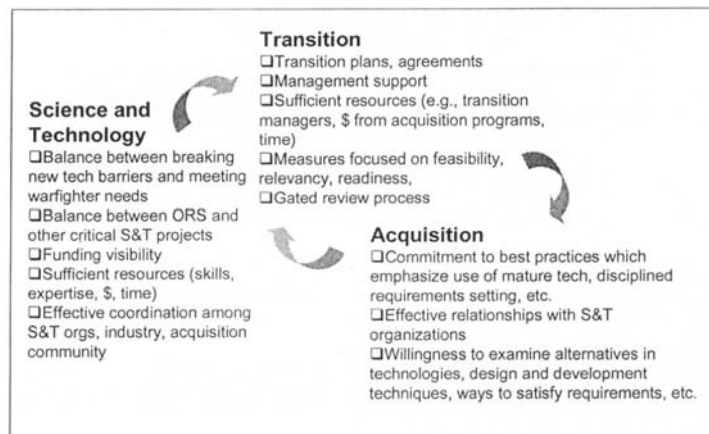 Transition
❑Transition plans, agreements
❑Management support
❑Sufficient resources (e.g., transition
managers, $ from acquisition programs,
time)
❑Measures focused on feasibility,
relevancy, readiness,
❑Gated review process
Science and
Technology
❑Balance between breaking
new tech barriers and meeting
warfighter needs
❑Balance between ORS and
other critical S&T projects
❑Funding visibility
❑Sufficient resources (skills,
expertise, $, time)
❑Effective coordination among
S&T orgs, industry, acquisition
community
Acquisition
❑Commitment to best practices which
emphasize use of mature tech, disciplined
requirements setting, etc.
❑Effective relationships with S&T
organizations
❑Willingness to examine alternatives in
technologies, design and development
techniques, ways to satisfy requirements, etc.